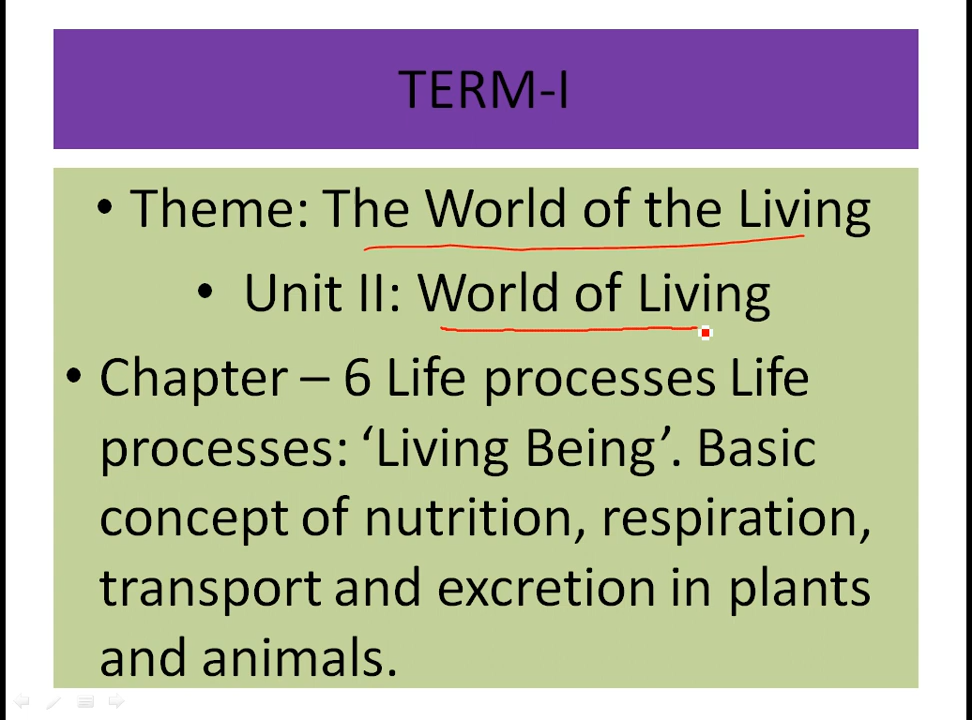 TERM-I
• Theme: The World of the Living
• Unit II: World of Living
• Chapter – 6 Life processes Life
processes: ‘Living Being’. Basic
concept of nutrition, respiration,
transport and excretion in plants
and animals.